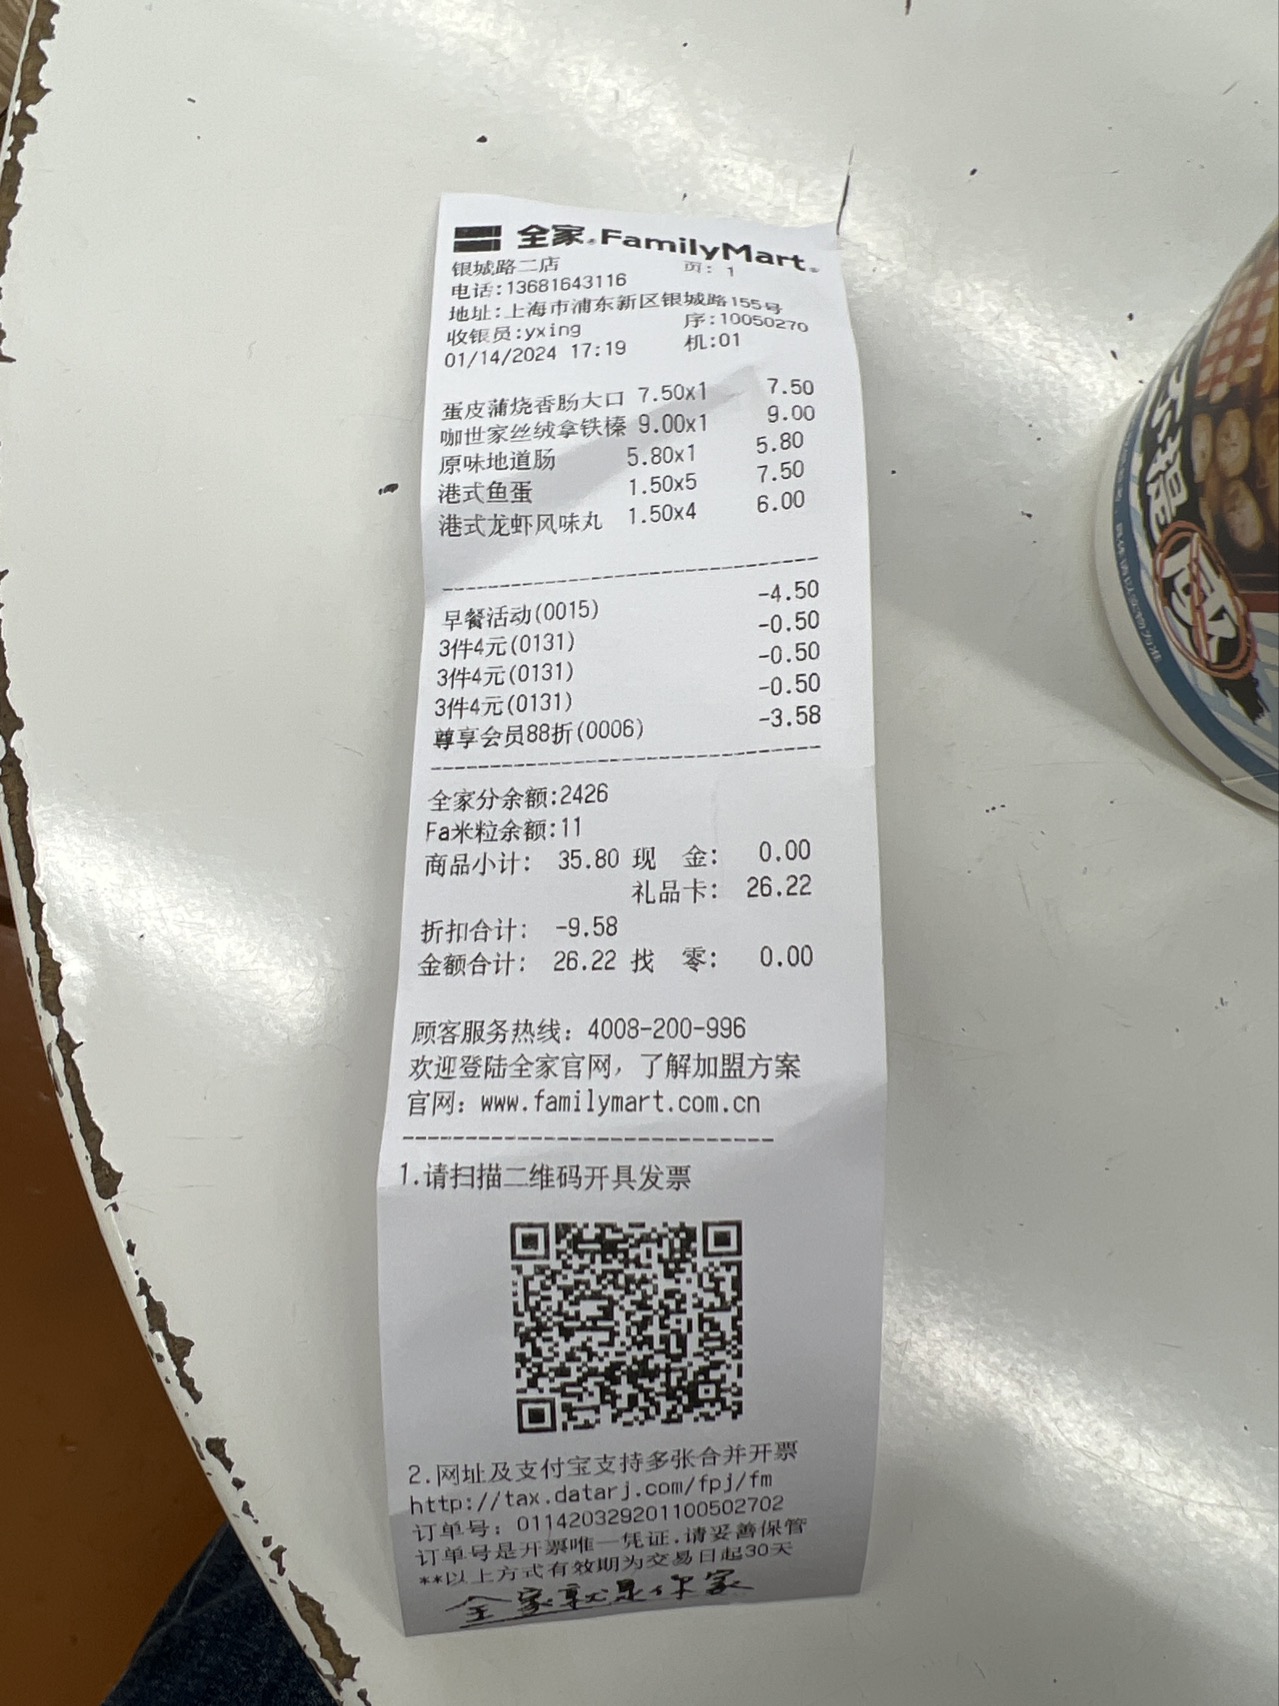 全家®FamilyMart®
银城路二店 页: 1
电话:13681643116
地址:上海市浦东新区银城路155号
收银员:yxing 序:10050270
01/14/2024 17:19 机:01
蛋皮蒲烧香肠大口 7.50x1 7.50
咖世家丝绒拿铁榛 9.00x1 9.00
原味地道肠 5.80x1 5.80
港式鱼蛋 1.50x5 7.50
港式龙虾风味丸 1.50x4 6.00
早餐活动(0015) -4.50
3件4元(0131) -0.50
3件4元(0131) -0.50
3件4元(0131) -0.50
尊享会员88折(0006) -3.58
全家分余额:2426
Fa米粒余额:11
商品小计: 35.80 现 金: 0.00
礼品卡: 26.22
折扣合计: -9.58
金额合计: 26.22 找 零: 0.00
顾客服务热线: 4008-200-996
欢迎登陆全家官网, 了解加盟方案
官网: www.familymart.com.cn
1.请扫描二维码开具发票
2.网址及支付宝支持多张合并开票
http://tax.datarj.com/fpj/fm
订单号: 011420329201100502702
订单号是开票唯一凭证,请妥善保管
**以上方式有效期为交易日起30天
全家就是你家